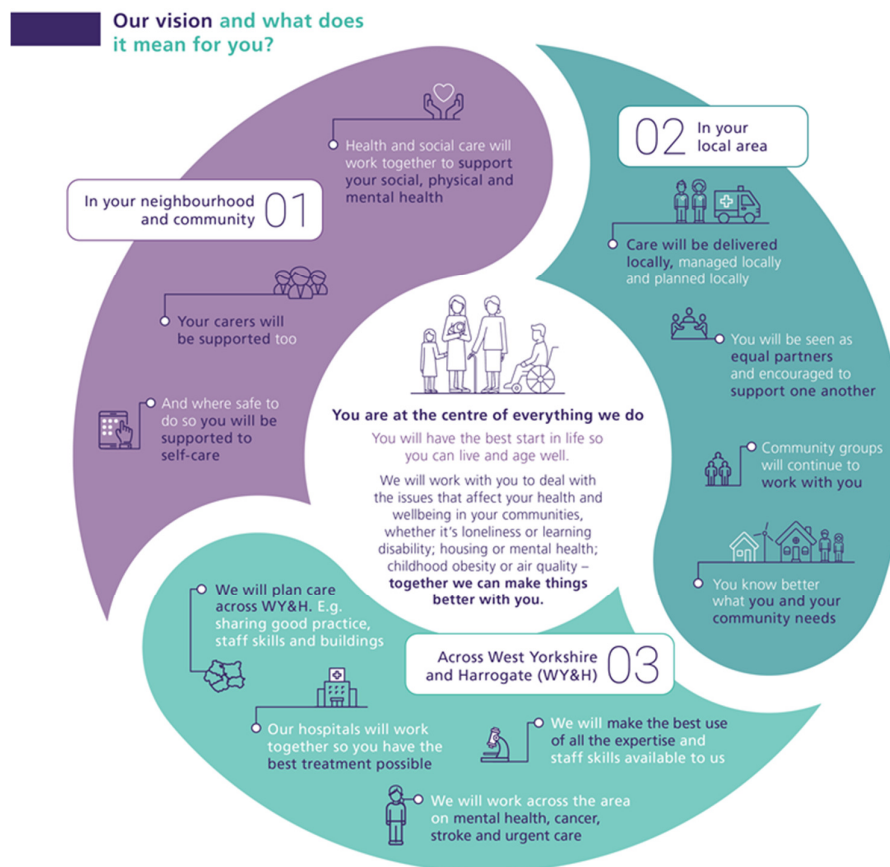 Our vision and what does
it mean for you?
In your neighbourhood
and community
01
Health and social care will
work together to support
your social, physical and
mental health
Your carers will
be supported too
And where safe to
do so you will be
supported to
self-care
02
In your
local area
Care will be delivered
locally, managed locally
and planned locally
You will be seen as
equal partners
and encouraged to
support one another
Community groups
will continue to
work with you
You know better
what you and your
community needs
You are at the centre of everything we do
You will have the best start in life so
you can live and age well.
We will work with you to deal with
the issues that affect your health and
wellbeing in your communities,
whether it's loneliness or learning
disability; housing or mental health;
childhood obesity or air quality –
together we can make things
better with you.
Across West Yorkshire
and Harrogate (WY&H)
03
We will plan care
across WY&H. E.g.
sharing good practice,
staff skills and buildings
Our hospitals will work
together so you have the
best treatment possible
We will make the best use
of all the expertise and
staff skills available to us
We will work across the area
on mental health, cancer,
stroke and urgent care